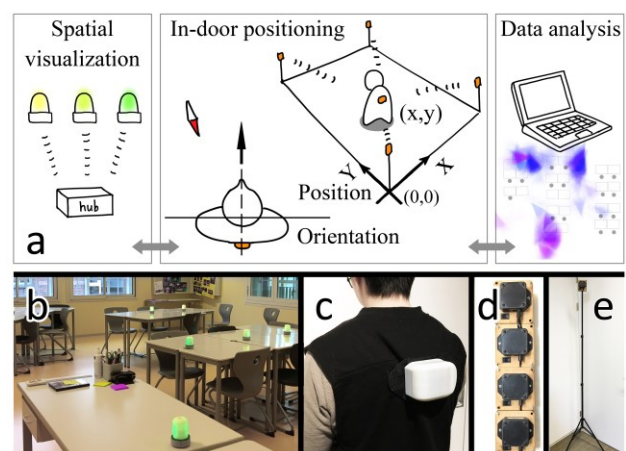 Spatial
visualization
hub
a
In-door positioning
(x,y)
Y
X
Position
(0,0)
Orientation
Data analysis
b
c
d
e